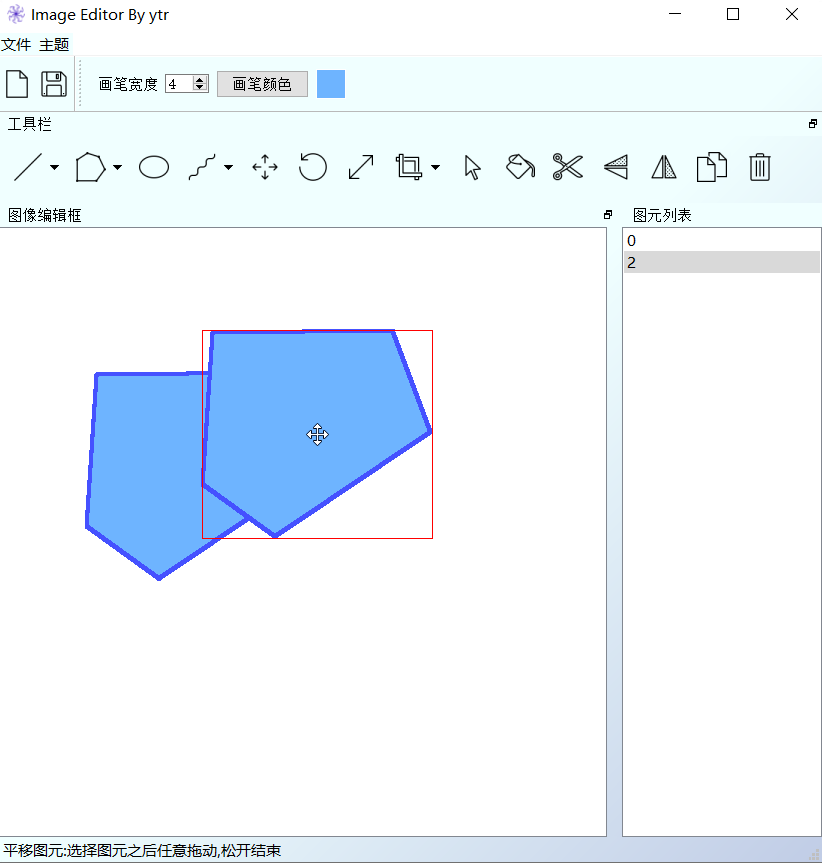 Image Editor By ytr
文件 主题
画笔宽度 4 画笔颜色
工具栏
图像编辑框
图元列表
0
2
平移图元:选择图元之后任意拖动,松开结束